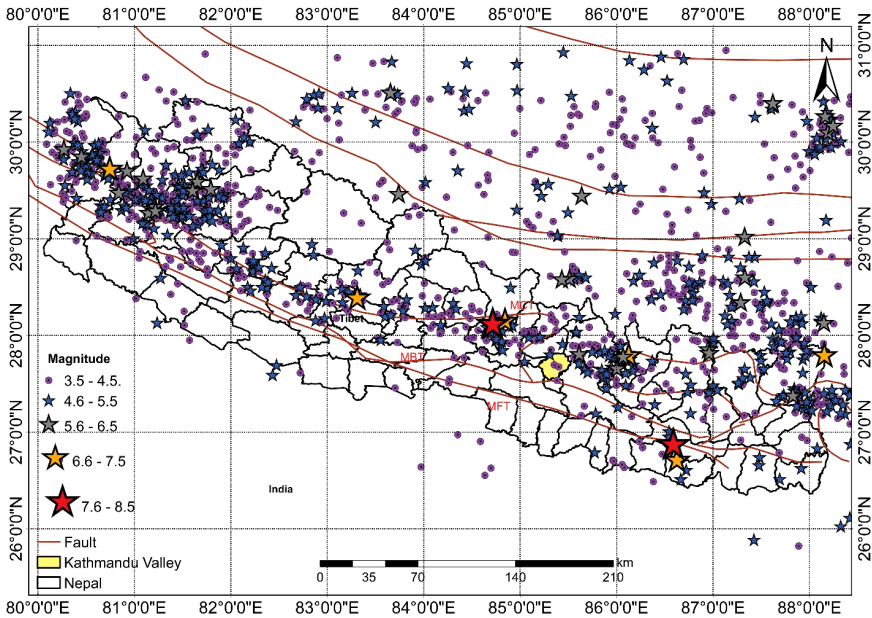 80°0'0"E 81°0'0"E 82°0'0"E 83°0'0"E 84°0'0"E 85°0'0"E 86°0'0"E 87°0'0"E 88°0'0"E
30°0'0"N
29°0'0"N
28°0'0"N
27°0'0"N
26°0'0"N
31°0'0"N
30°0'0"N
29°0'0"N
28°0'0"N
27°0'0"N
26°0'0"N
N
MCT
Tibet
MBT
MFT
India
Magnitude
3.5 - 4.5.
4.6 - 5.5
5.6 - 6.5
6.6 - 7.5
7.6 - 8.5
Fault
Kathmandu Valley
Nepal
km
0 35 70 140 210
80°0'0"E 81°0'0"E 82°0'0"E 83°0'0"E 84°0'0"E 85°0'0"E 86°0'0"E 87°0'0"E 88°0'0"E